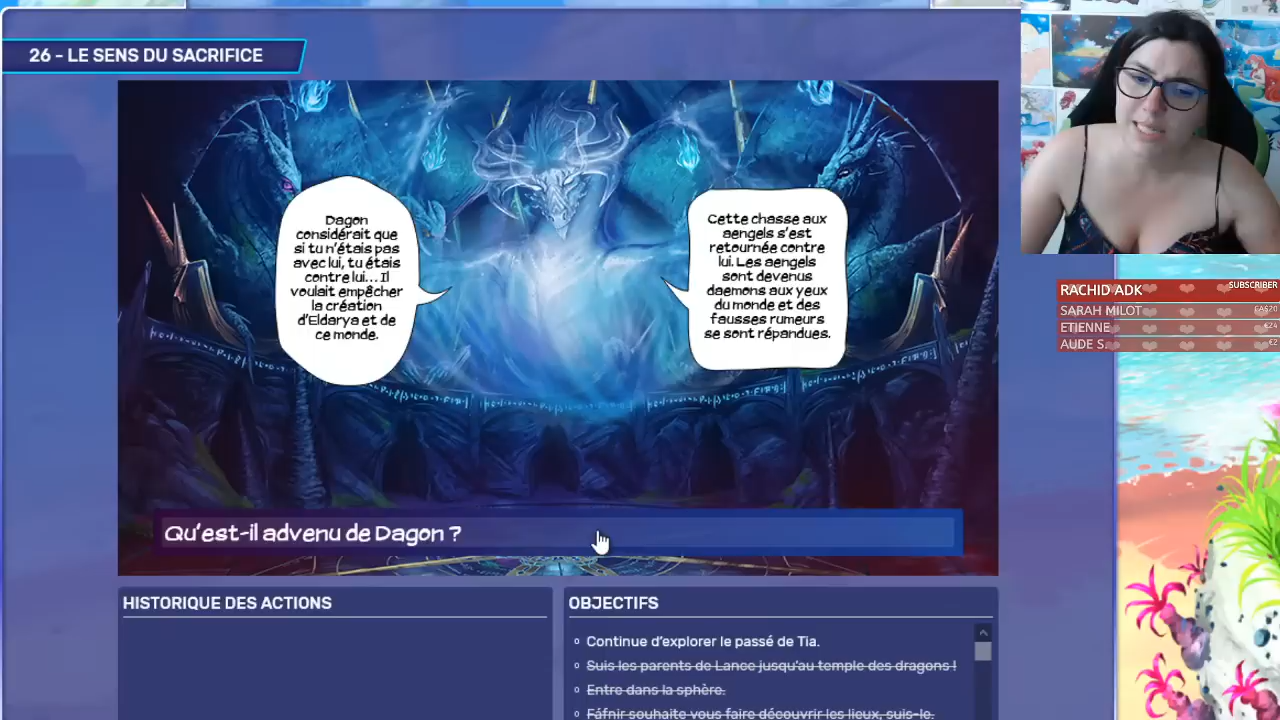 26 - LE SENS DU SACRIFICE
Dagon
considérait que
si tu n'étais pas
avec lui, tu étais
contre lui... Il
voulait empêcher
la création
d'Eldarya et de
ce monde.
Cette chasse aux
aengels s'est
retournée contre
lui. Les aengels
sont devenus
daemons aux yeux
du monde et des
fausses rumeurs
se sont répandues.
Qu'est-il advenu de Dagon ?
HISTORIQUE DES ACTIONS
OBJECTIFS
Continue d'explorer le passé de Tia.
Suis les parents de Lance jusqu'au temple des dragons !
Entre dans la sphère.
Fáfnir souhaite vous faire découvrir les lieux, suis-le.
RACHID ADK SUBSCRIBER
SARAH MILOT CA$20
ETIENNE €24
AUDE S. €2